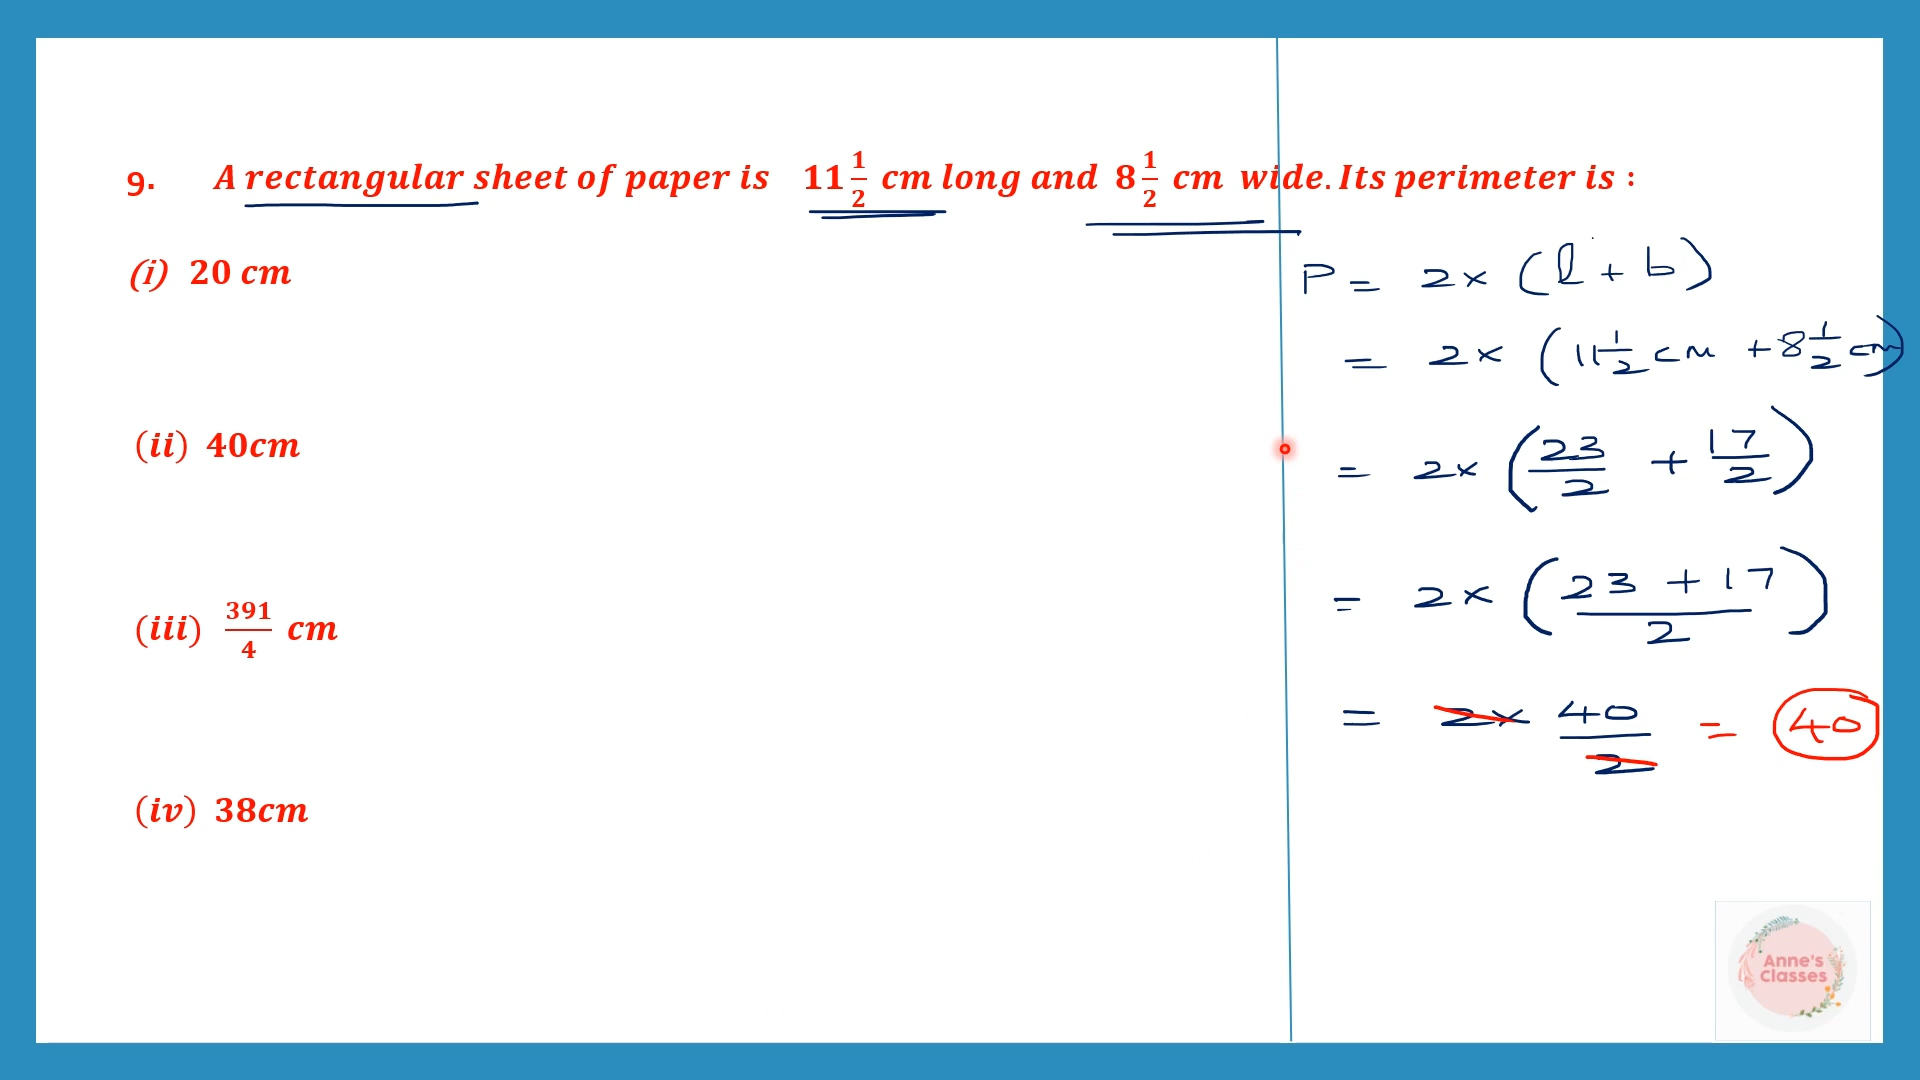 9. A rectangular sheet of paper is 11 1/2 cm long and 8 1/2 cm wide. Its perimeter is :
(i) 20 cm
(ii) 40cm
(iii) 391/4 cm
(iv) 38cm
P = 2 × (l + b)
= 2 × (11 1/2 cm + 8 1/2 cm)
= 2 × (23/2 + 17/2)
= 2 × (23 + 17/2)
= 2 × 40/2 = 40
Anne's
Classes